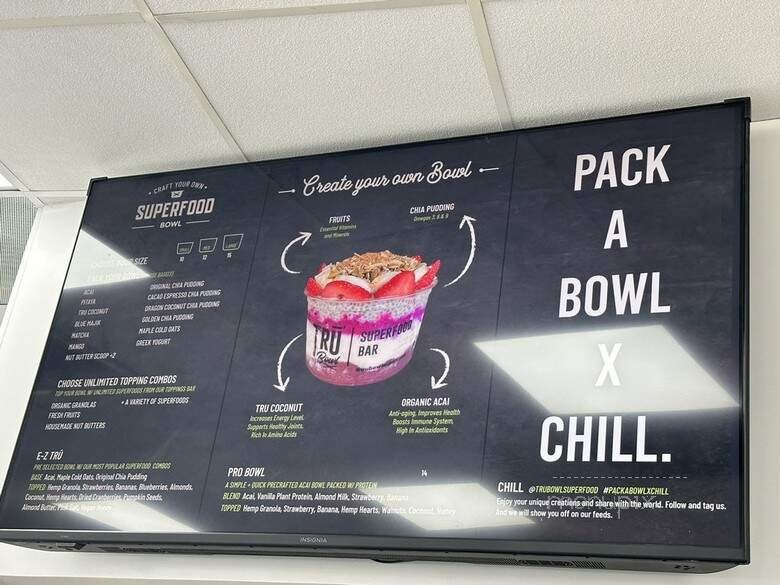 CRAFT YOUR OWN
SUPERFOOD
BOWL
SMALL MED LARGE
10 12 16
SIZE
ACAI
PITAYA
TRU COCONUT
BLUE MAJIK
MATCHA
MANGO
NUT BUTTER SCOOP +2
ORIGINAL CHIA PUDDING
CACAO ESPRESSO CHIA PUDDING
DRAGON COCONUT CHIA PUDDING
GOLDEN CHIA PUDDING
MAPLE COLD OATS
GREEK YOGURT
CHOOSE UNLIMITED TOPPING COMBOS
TOP YOUR BOWL W/ UNLIMITED SUPERFOODS FROM OUR TOPPINGS BAR
ORGANIC GRANOLAS
FRESH FRUITS
HOUSEMADE NUT BUTTERS
+ A VARIETY OF SUPERFOODS
E-Z TRŪ
PRE SELECTED BOWL W/ OUR MOST POPULAR SUPERFOOD COMBOS
BASE Acai, Maple Cold Oats, Original Chia Pudding
TOPPED Hemp Granola, Strawberries, Bananas, Blueberries, Almonds,
Coconut, Hemp Hearts, Dried Cranberries, Pumpkin Seeds,
Almond Butter,
Create your own Bowl
FRUITS
Essential Vitamins
and Minerals
CHIA PUDDING
Omegas 3, 6 & 9
TRŪ
Bowl
SUPERFOOD
BAR
TRU COCONUT
Increases Energy Level,
Supports Healthy Joints,
Rich In Amino Acids
ORGANIC ACAI
Anti-aging, Improves Health
Boosts Immune System,
High in Antioxidants
PRO BOWL
14
A SIMPLE + QUICK PRECRAFTED ACAI BOWL PACKED W/ PROTEIN
BLEND Acai, Vanilla Plant Protein, Almond Milk, Strawberry, Banana
TOPPED Hemp Granola, Strawberry, Banana, Hemp Hearts, Walnuts, Coconut, Honey
PACK
A
BOWL
X
CHILL.
CHILL @TRUBOWLSUPERFOOD #PACKABOWLXCHILL
Enjoy your unique creations and share with the world. Follow and tag us.
And we will show you off on our feeds.
INSIGNIA